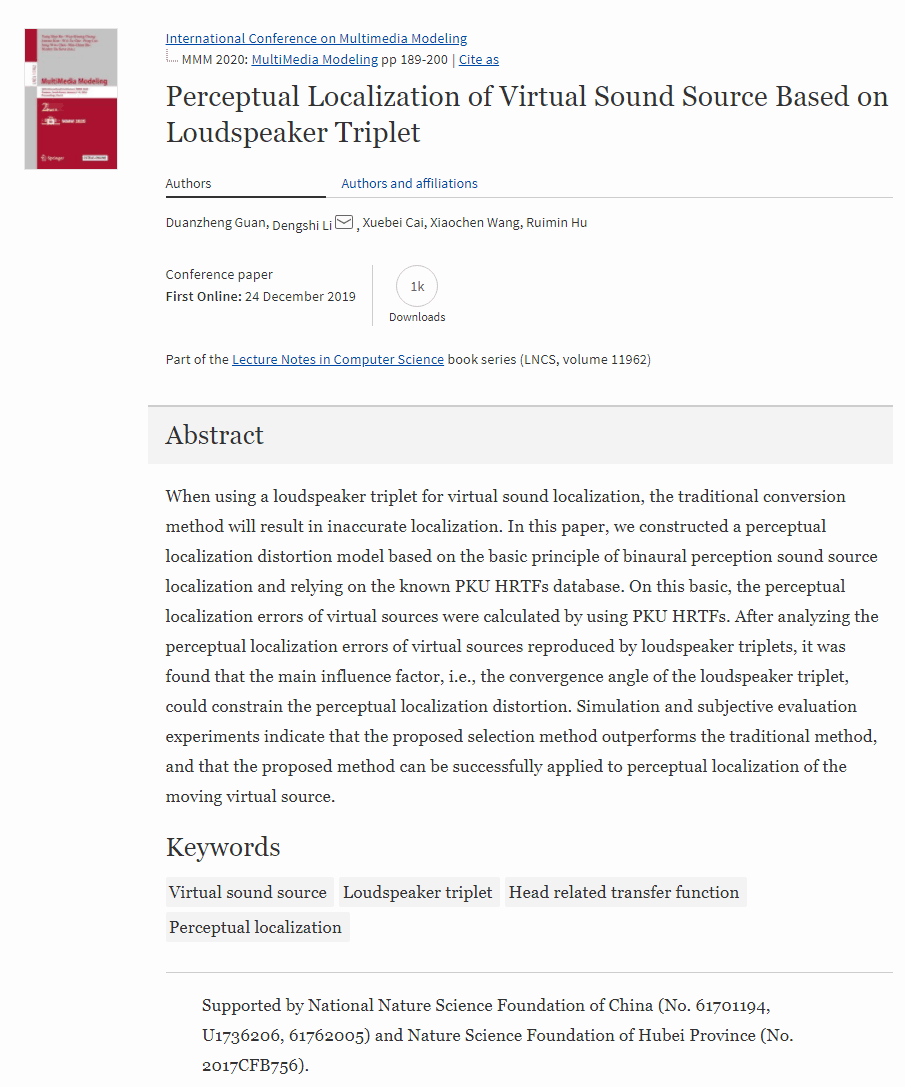 MultiMedia Modeling
MMM 2020
Springer
International Conference on Multimedia Modeling
MMM 2020: MultiMedia Modeling pp 189-200 | Cite as
Perceptual Localization of Virtual Sound Source Based on
Loudspeaker Triplet
Authors Authors and affiliations
Duanzheng Guan, Dengshi Li , Xuebei Cai, Xiaochen Wang, Ruimin Hu
Conference paper
First Online: 24 December 2019
1k
Downloads
Part of the Lecture Notes in Computer Science book series (LNCS, volume 11962)
Abstract
When using a loudspeaker triplet for virtual sound localization, the traditional conversion
method will result in inaccurate localization. In this paper, we constructed a perceptual
localization distortion model based on the basic principle of binaural perception sound source
localization and relying on the known PKU HRTFs database. On this basic, the perceptual
localization errors of virtual sources were calculated by using PKU HRTFs. After analyzing the
perceptual localization errors of virtual sources reproduced by loudspeaker triplets, it was
found that the main influence factor, i.e., the convergence angle of the loudspeaker triplet,
could constrain the perceptual localization distortion. Simulation and subjective evaluation
experiments indicate that the proposed selection method outperforms the traditional method,
and that the proposed method can be successfully applied to perceptual localization of the
moving virtual source.
Keywords
Virtual sound source Loudspeaker triplet Head related transfer function
Perceptual localization
Supported by National Nature Science Foundation of China (No. 61701194,
U1736206, 61762005) and Nature Science Foundation of Hubei Province (No.
2017CFB756).